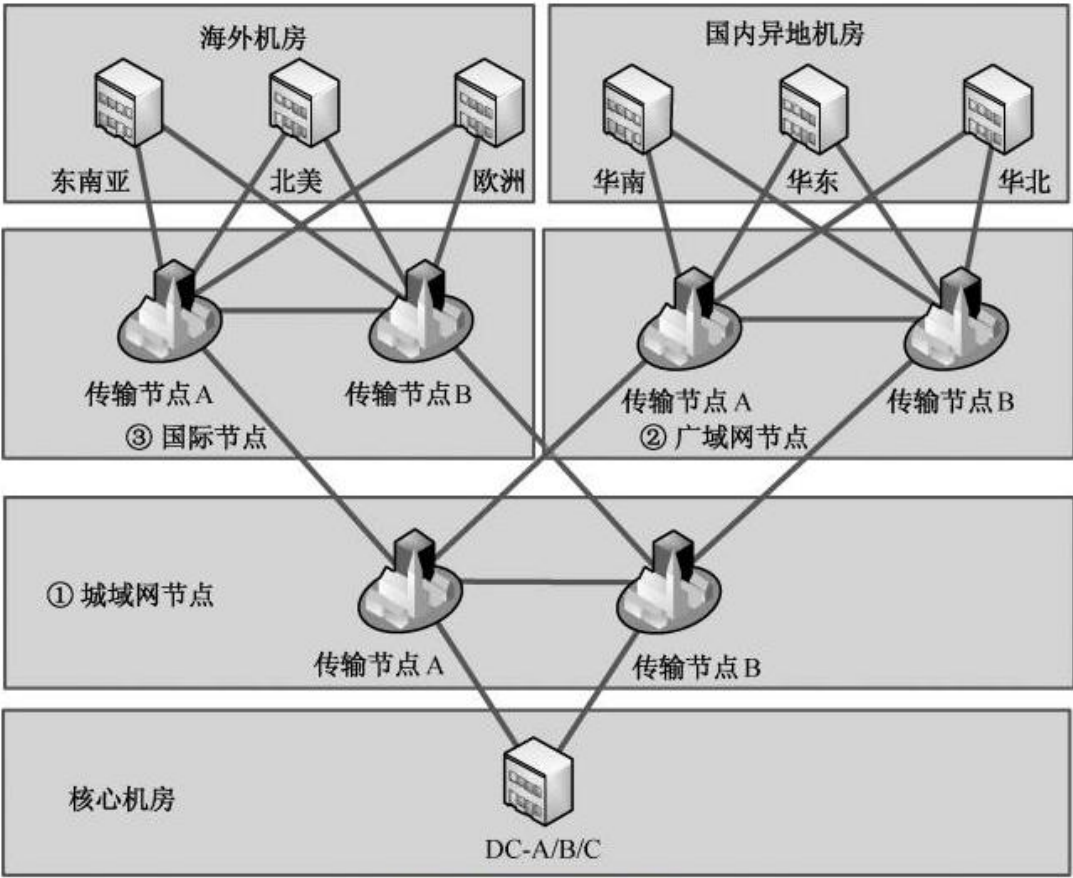 海外机房
国内异地机房
东南亚
北美
欧洲
华南
华东
华北
传输节点A
传输节点B
传输节点A
传输节点B
③ 国际节点
② 广域网节点
① 城域网节点
传输节点A
传输节点B
核心机房
DC-A/B/C